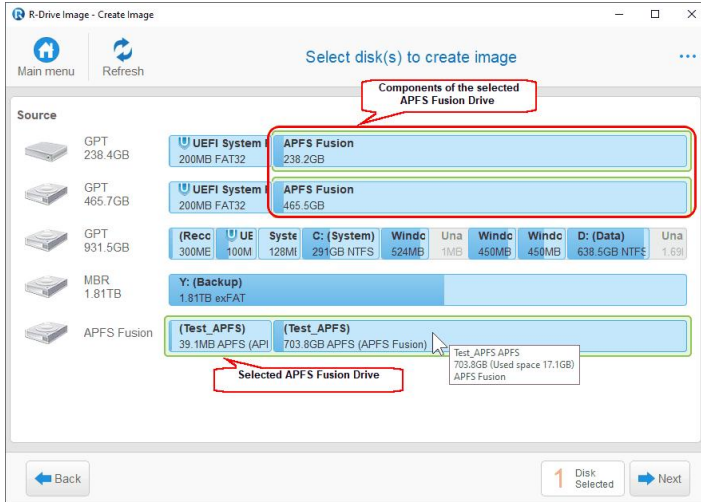 R-Drive Image - Create Image
Main menu
Refresh
Select disk(s) to create image
...
Components of the selected
APFS Fusion Drive
Source
GPT
238.4GB
UEFI System
200MB FAT32
APFS Fusion
238.2GB
GPT
465.7GB
UEFI System
200MB FAT32
APFS Fusion
465.5GB
GPT
931.5GB
(Reco
300ME
UE
100M
Syste
128ME
C: (System)
291GB NTFS
Windc
524MB
Una
1MB
Windc
450MB
Windc
450MB
D: (Data)
638.5GB NTFS
Una
1.69
MBR
1.81TB
Y: (Backup)
1.81TB exFAT
APFS Fusion
(Test_APFS)
39.1MB APFS (API
(Test_APFS)
703.8GB APFS (APFS Fusion)
Test_APFS APFS
703.8GB (Used space 17.1GB)
APFS Fusion
Selected APFS Fusion Drive
Back
1 Disk
Selected
Next